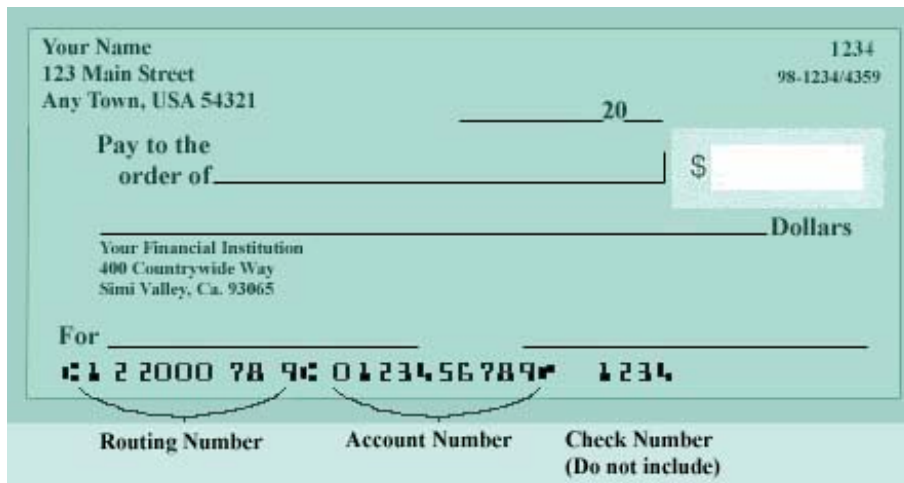 Your Name 1234
123 Main Street 98-1234/4359
Any Town, USA 54321
20
Pay to the
order of $
Dollars
Your Financial Institution
400 Countrywide Way
Simi Valley, Ca. 93065
For
⑆122000789⑆ 0123456789⑈ 1234
Routing Number Account Number Check Number
(Do not include)